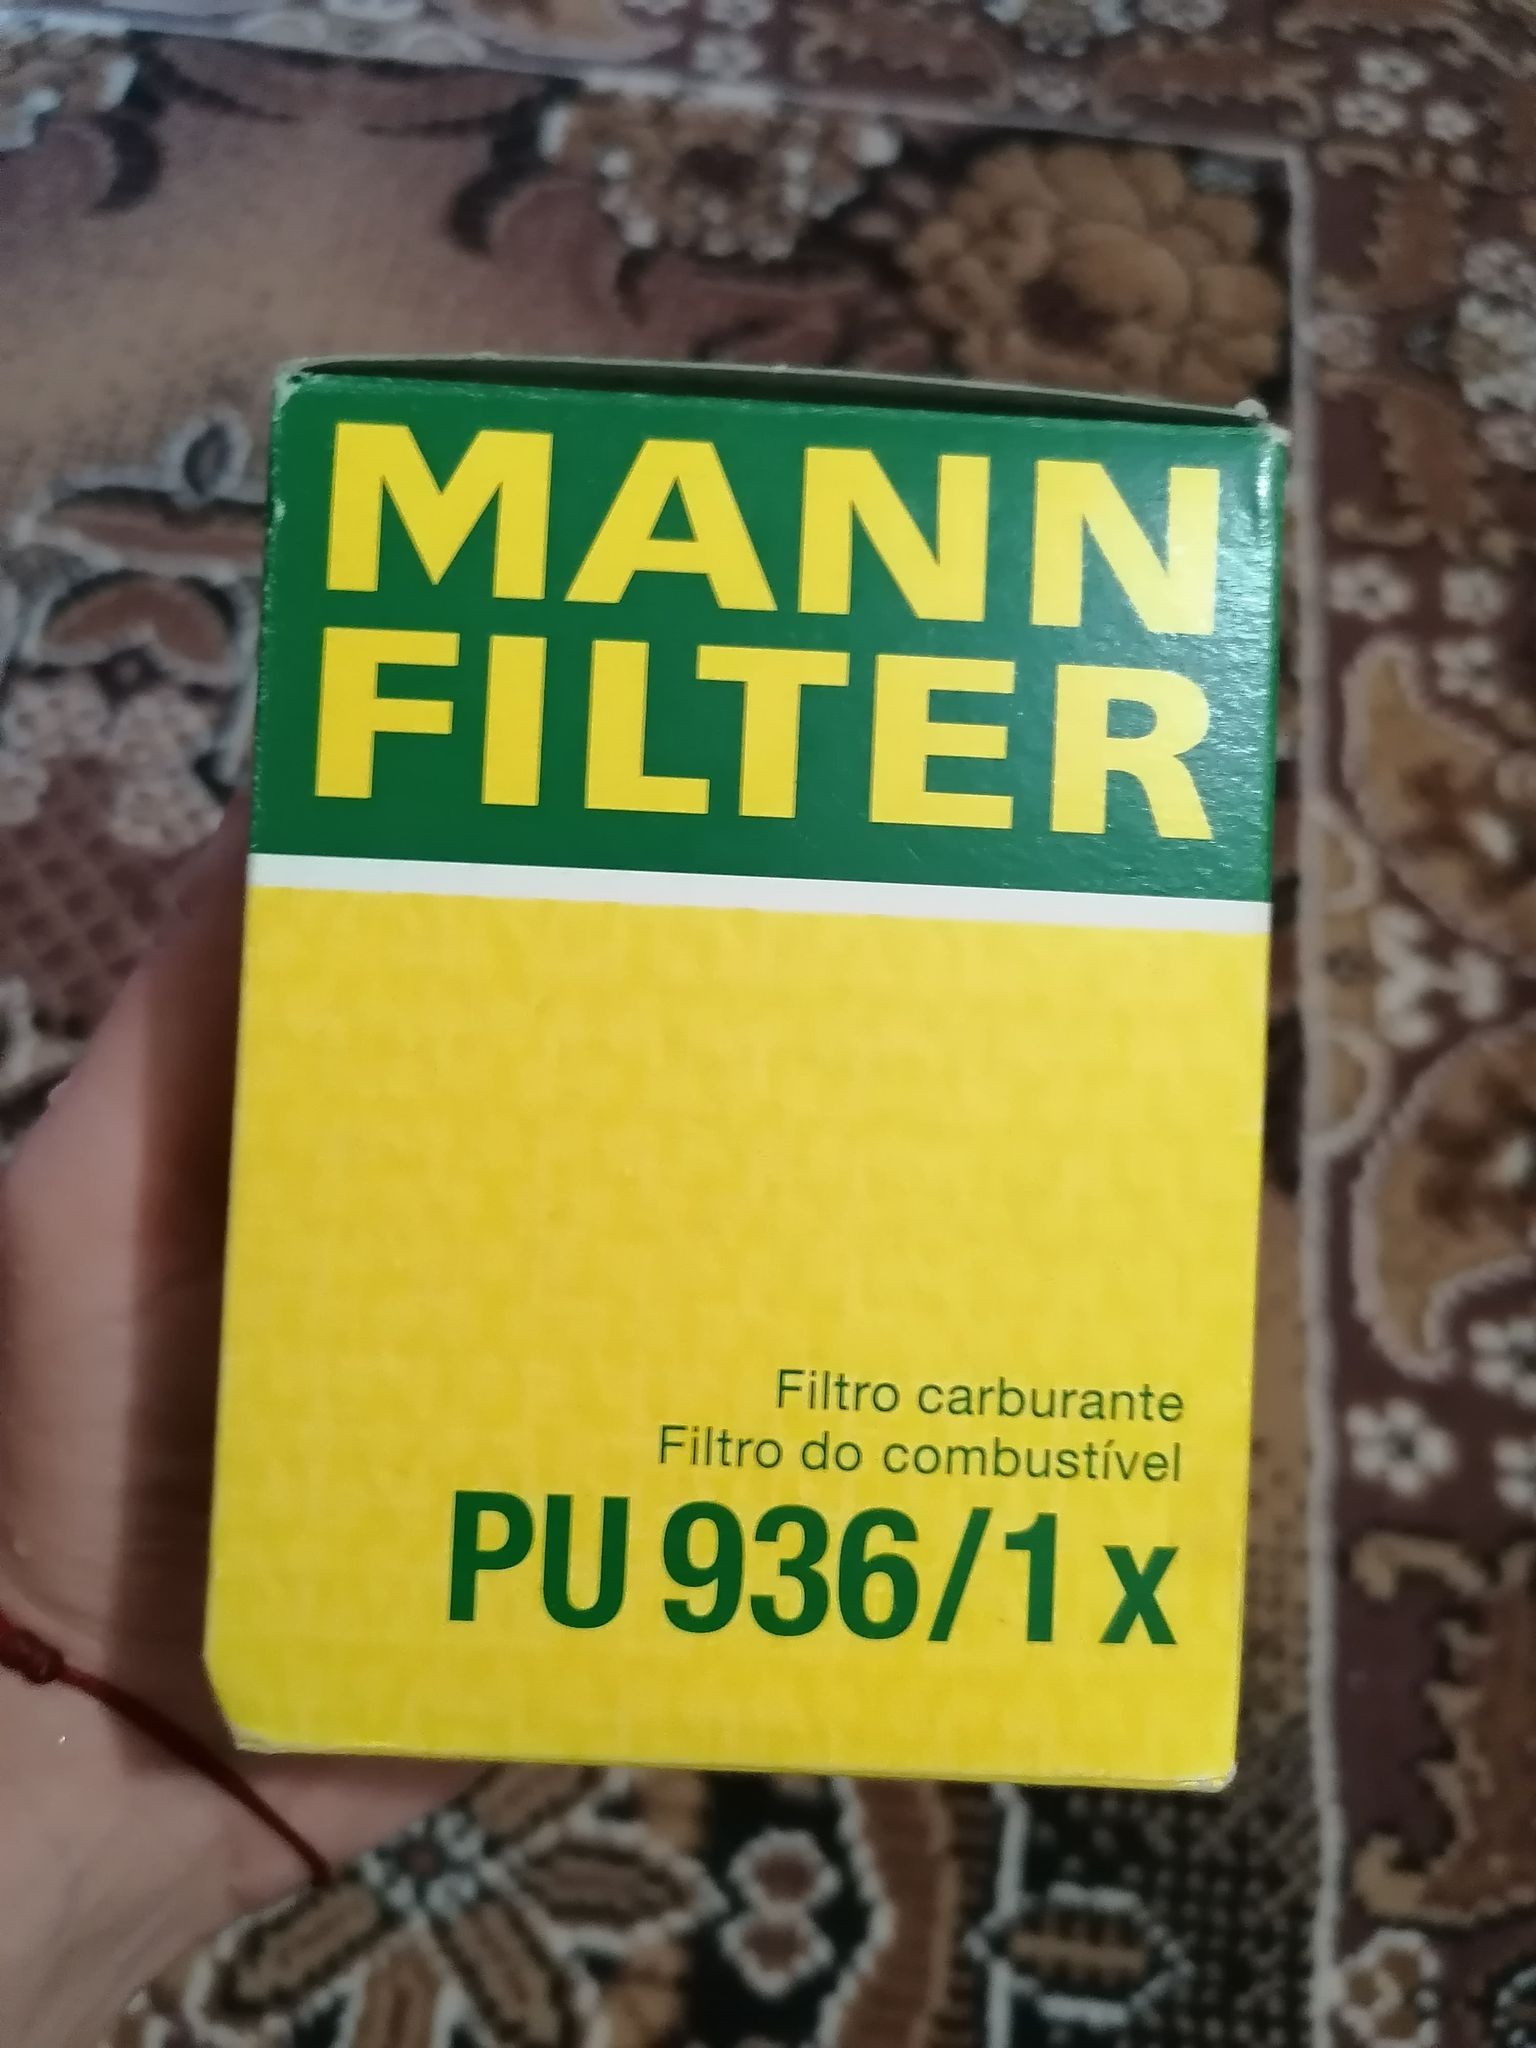 MANN
FILTER
Filtro carburante
Filtro do combustível
PU 936/1 x